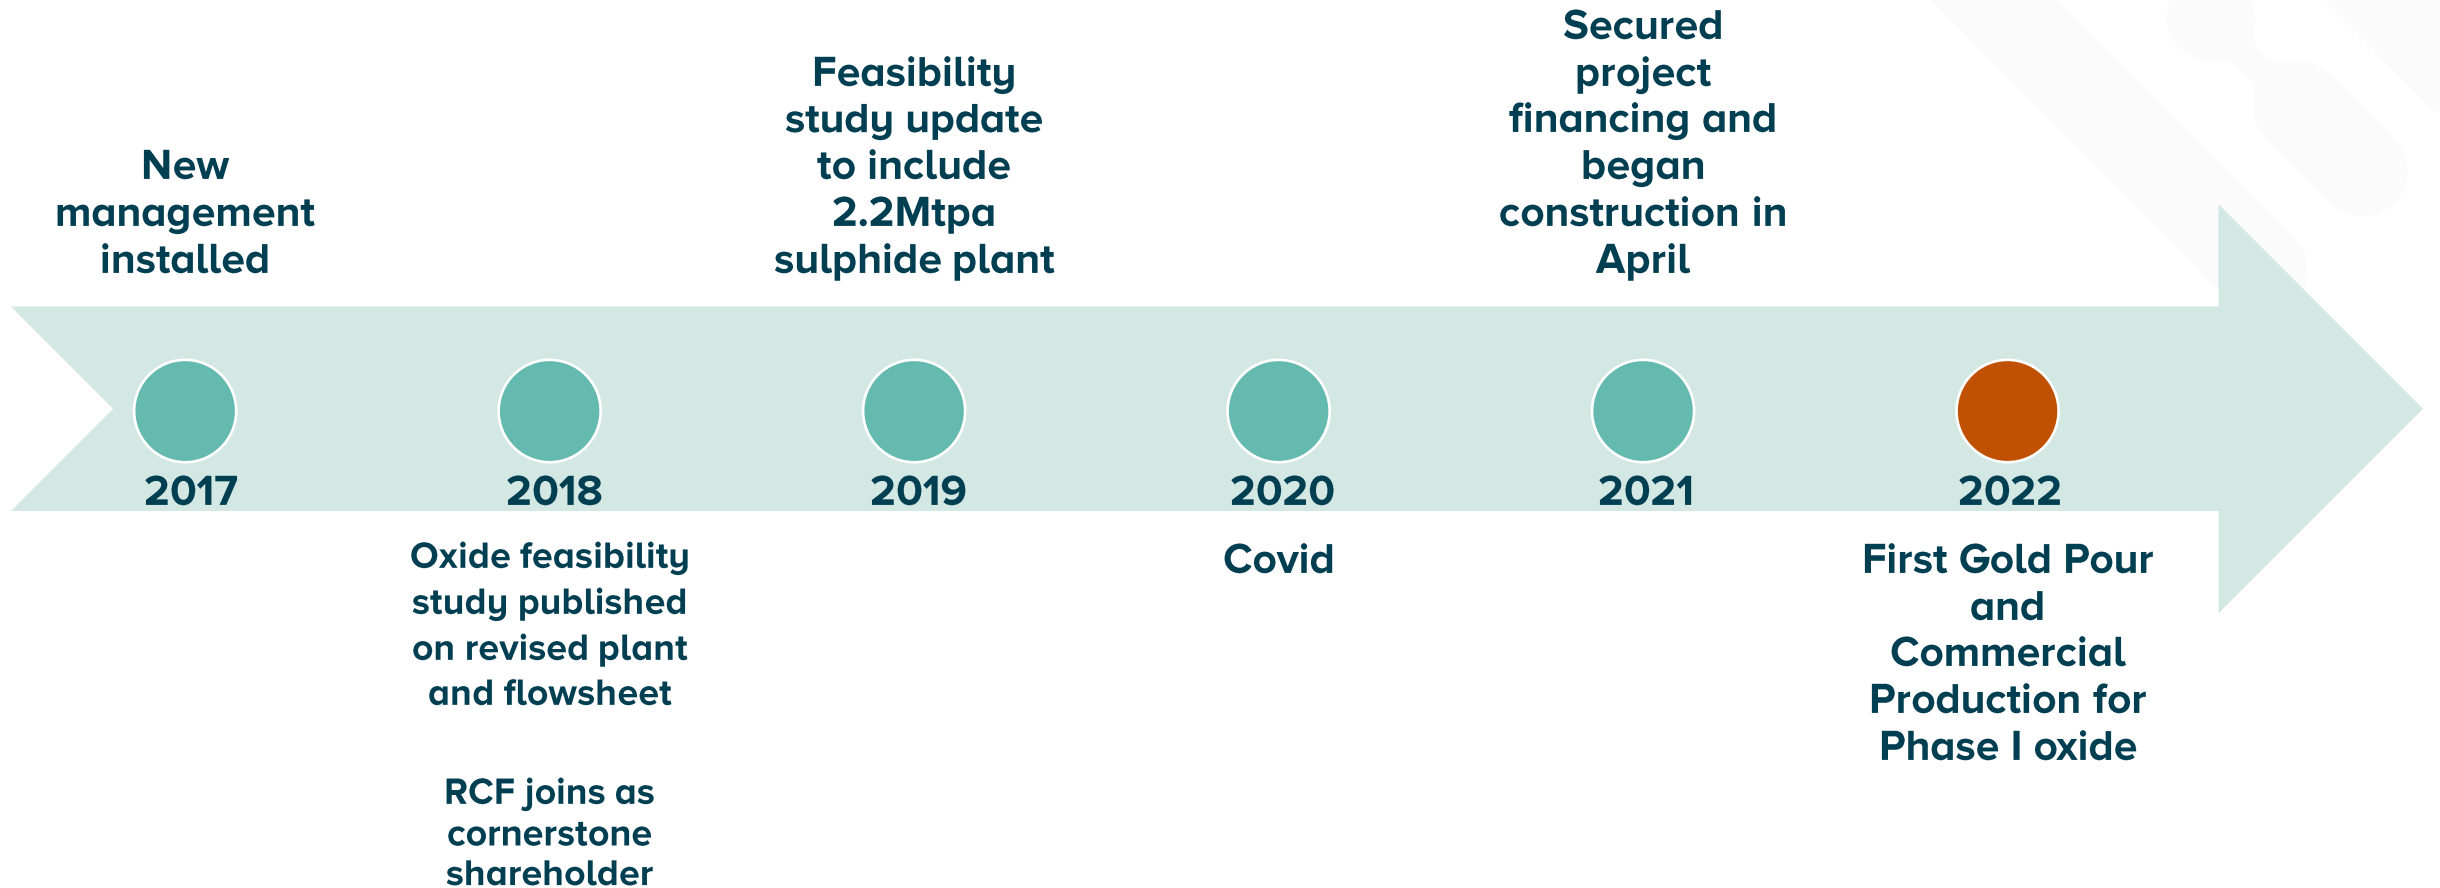 New
management
installed
2017
2018
Oxide feasibility
study published
on revised plant
and flowsheet
RCF joins as
cornerstone
shareholder
Feasibility
study update
to include
2.2Mtpa
sulphide plant
2019
2020
Covid
Secured
project
financing and
began
construction in
April
2021
2022
First Gold Pour
and
Commercial
Production for
Phase I oxide